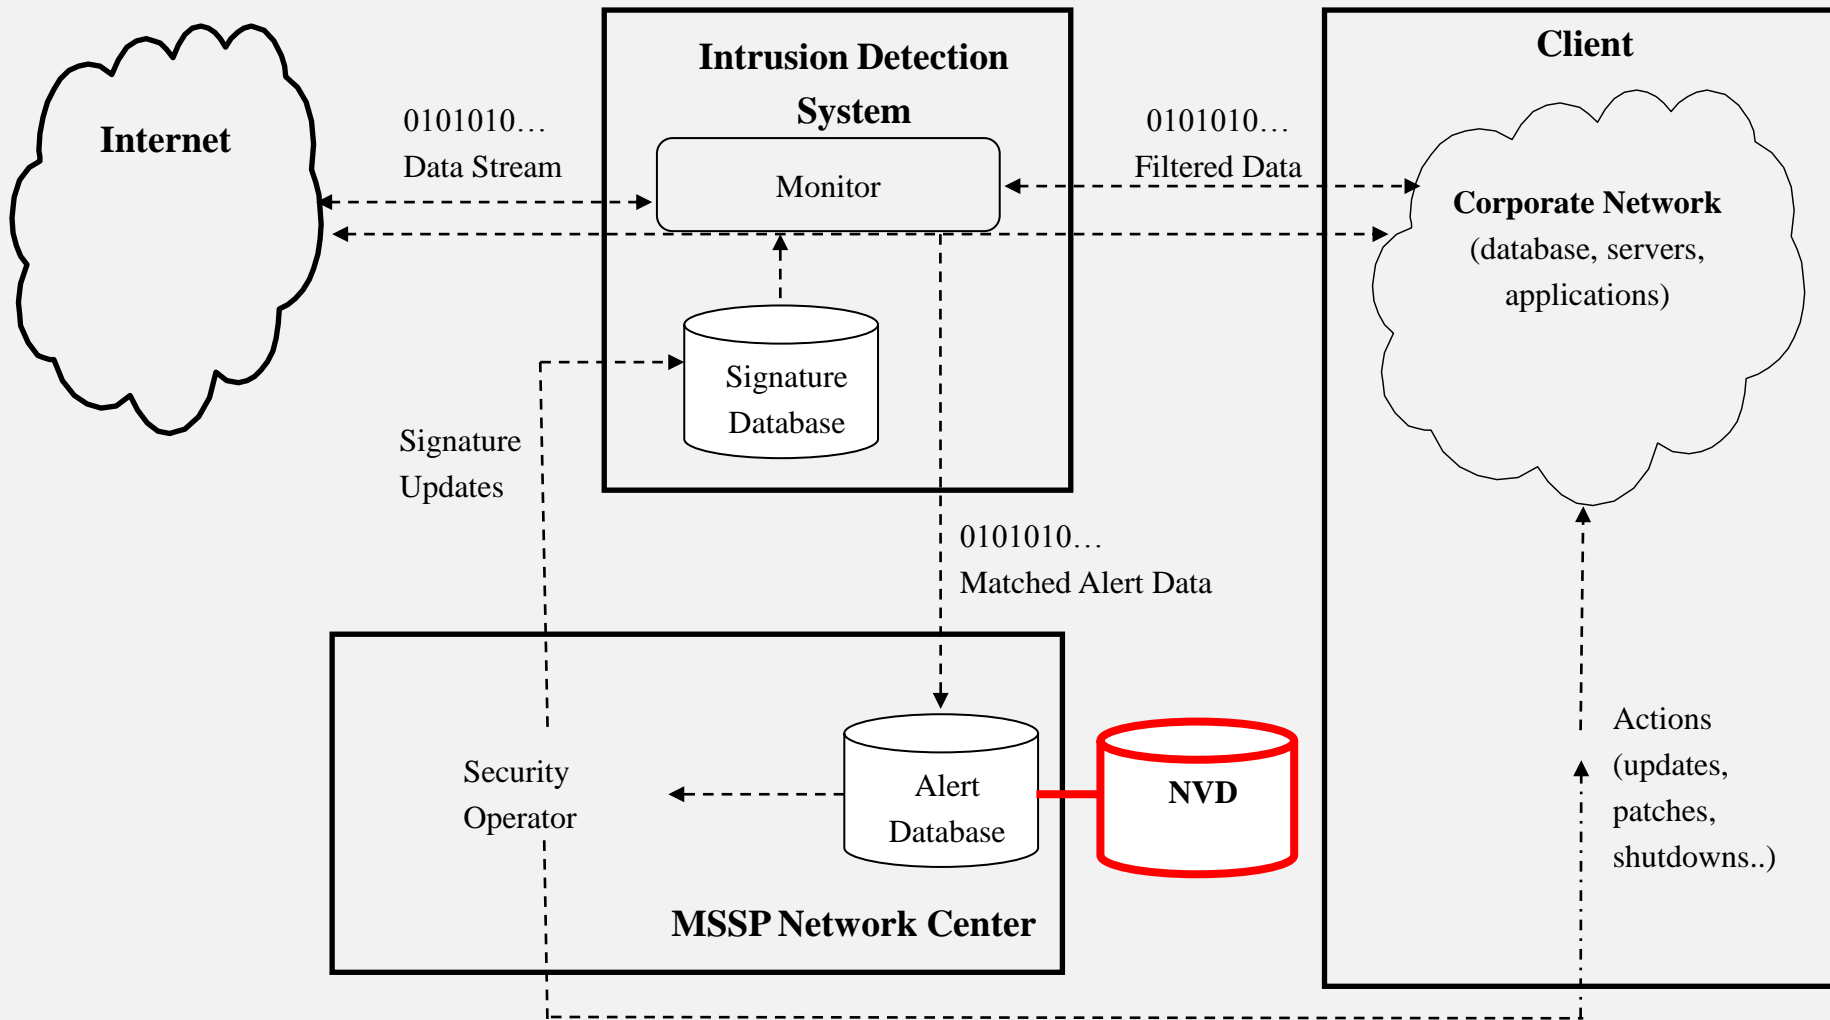 Internet
0101010…
Data Stream
Intrusion Detection
System
Monitor
Signature
Database
0101010…
Filtered Data
Client
Corporate Network
(database, servers,
applications)
Signature
Updates
0101010…
Matched Alert Data
Security
Operator
Alert
Database
NVD
MSSP Network Center
Actions
(updates,
patches,
shutdowns..)